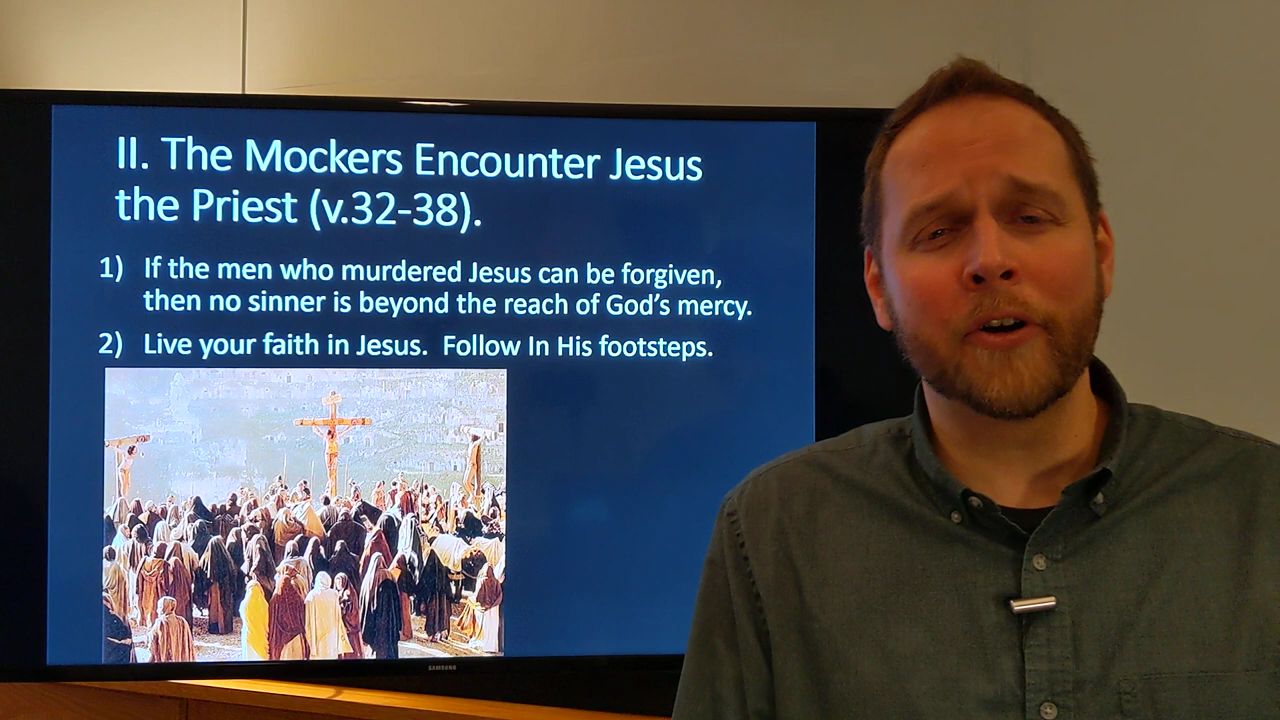 II. The Mockers Encounter Jesus
the Priest (v.32-38).
1) If the men who murdered Jesus can be forgiven,
then no sinner is beyond the reach of God's mercy.
2) Live your faith in Jesus.  Follow In His footsteps.
SAMSUNG